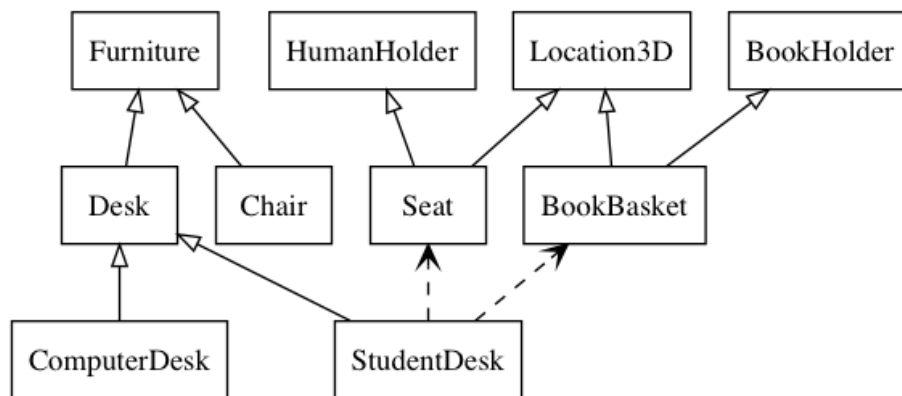 Furniture
HumanHolder
Location3D
BookHolder
Desk
Chair
Seat
BookBasket
ComputerDesk
StudentDesk